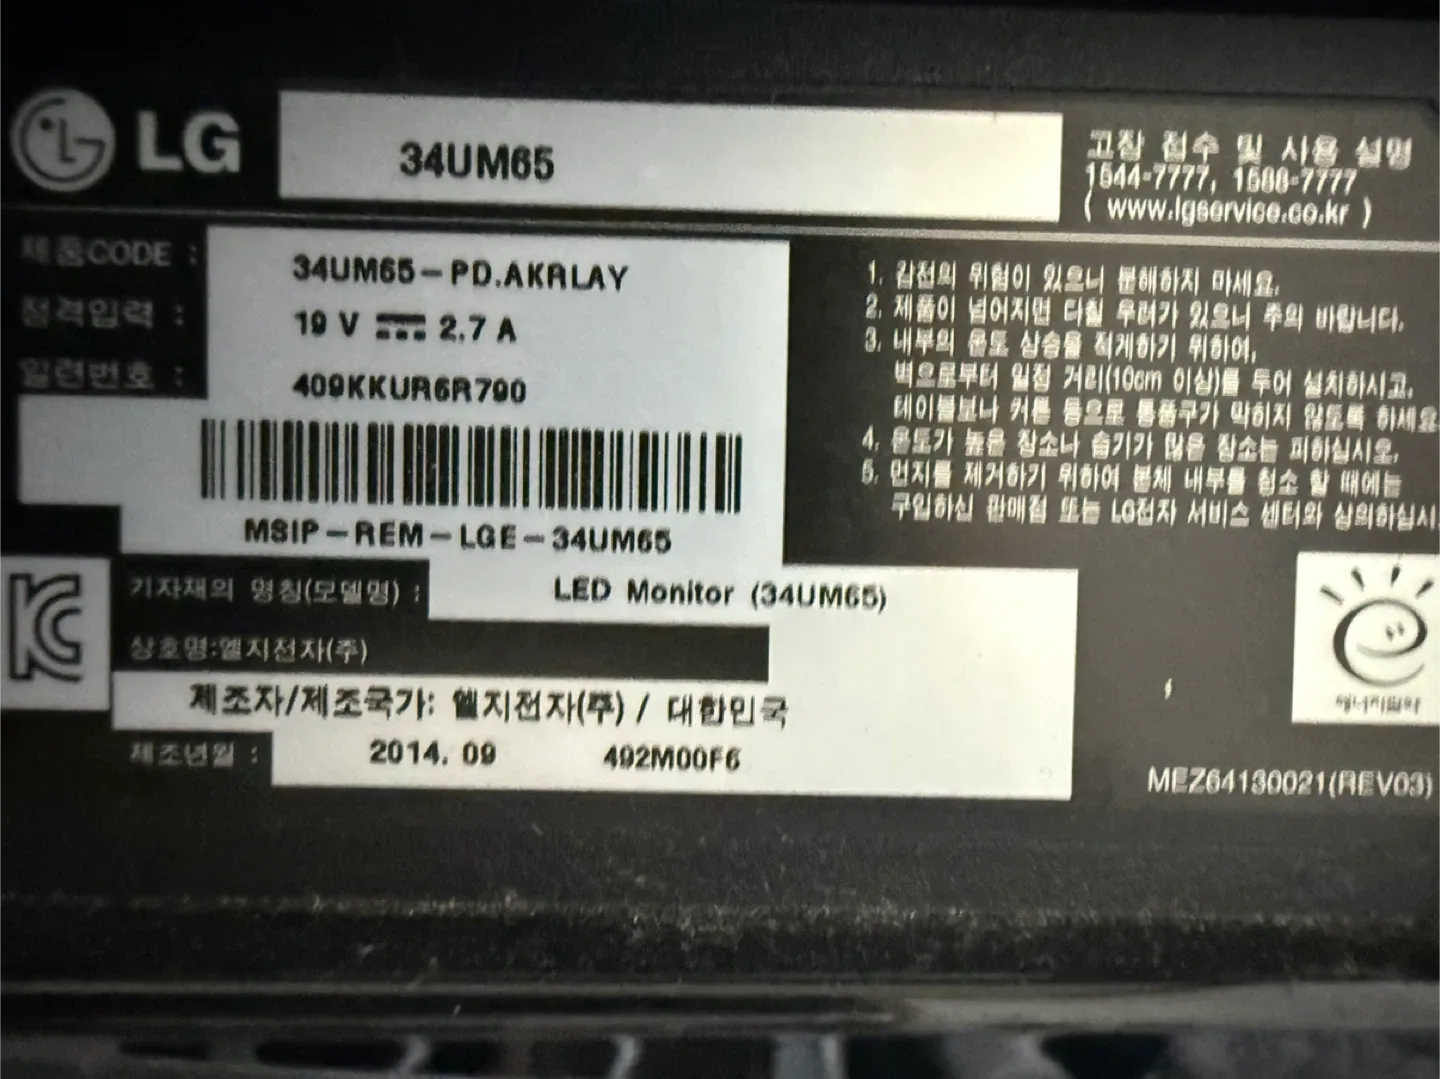 LG
34UM65
고장 접수 및 사용 설명
1544-7777, 1588-7777
( www.lgservice.co.kr )
제품CODE :
34UM65-PD.AKRLAY
정격입력 :
19 V ⎓ 2.7 A
일련번호 :
409KKUR6R790
MSIP-REM-LGE-34UM65
기자재의 명칭(모델명) :
LED Monitor (34UM65)
상호명:엘지전자(주)
제조자/제조국가: 엘지전자(주) / 대한민국
제조년월 :
2014. 09
492M00F6
1. 감전의 위험이 있으니 분해하지 마세요.
2. 제품이 넘어지면 다칠 우려가 있으니 주의 바랍니다.
3. 내부의 온도 상승을 적게하기 위하여,
벽으로부터 일정 거리(10cm 이상)를 두어 설치하시고,
테이블보나 커튼 등으로 통풍구가 막히지 않도록 하세요
4. 온도가 높은 장소나 습기가 많은 장소는 피하십시오.
5. 먼지를 제거하기 위하여 본체 내부를 청소 할 때에는
구입하신 판매점 또는 LG전자 서비스 센터와 상의하십시
에너지절약
MEZ64130021(REV03)